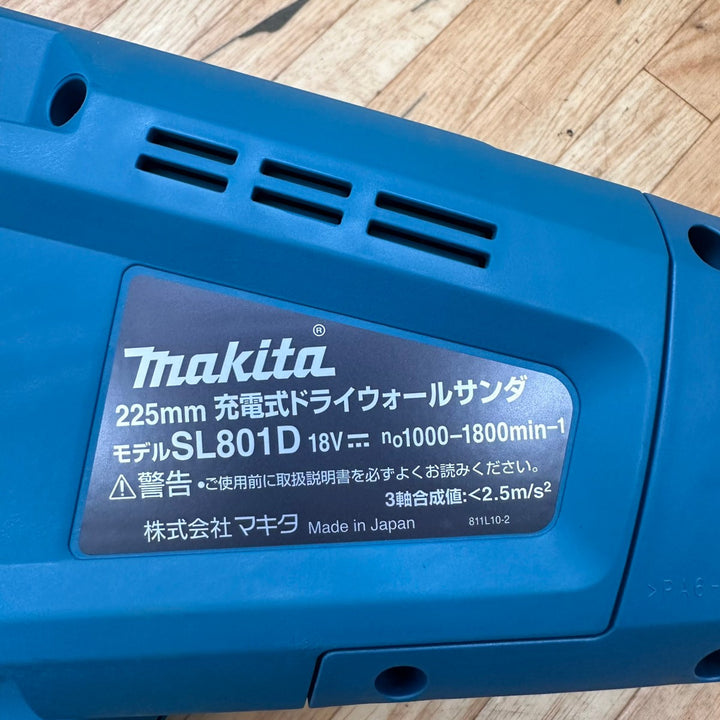 makita®
225mm 充電式ドライウォールサンダ
モデルSL801D 18V⎓ n₀1000-1800min-1
⚠警告 •ご使用前に取扱説明書を必ずよくお読みください。
3軸合成値:<2.5m/s²
株式会社マキタ Made in Japan 811L10-2